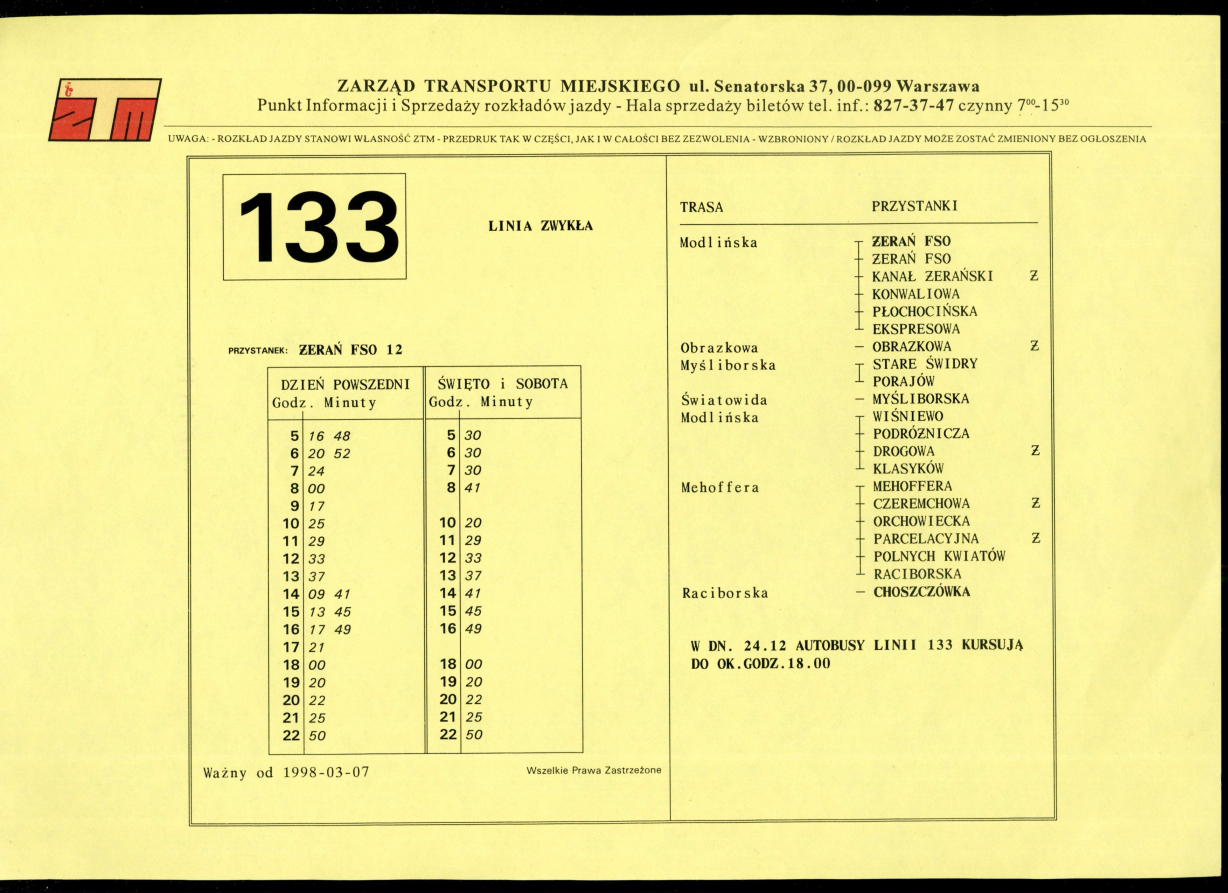 ZARZĄD TRANSPORTU MIEJSKIEGO ul. Senatorska 37, 00-099 Warszawa
Punkt Informacji i Sprzedaży rozkładów jazdy - Hala sprzedaży biletów tel. inf.: 827-37-47 czynny 7⁰⁰-15³⁰
ZTM
UWAGA: - ROZKŁAD JAZDY STANOWI WŁASNOŚĆ ZTM - PRZEDRUK TAK W CZĘŚCI, JAK I W CAŁOŚCI BEZ ZEZWOLENIA - WZBRONIONY / ROZKŁAD JAZDY MOŻE ZOSTAĆ ZMIENIONY BEZ OGŁOSZENIA
133
LINIA ZWYKŁA
PRZYSTANEK: ŻERAŃ FSO 12
DZIEŃ POWSZEDNI
Godz. Minuty
5 16 48
6 20 52
7 24
8 00
9 17
10 25
11 29
12 33
13 37
14 09 41
15 13 45
16 17 49
17 21
18 00
19 20
20 22
21 25
22 50
ŚWIĘTO i SOBOTA
Godz. Minuty
5 30
6 30
7 30
8 41
10 20
11 29
12 33
13 37
14 41
15 45
16 49
18 00
19 20
20 22
21 25
22 50
Ważny od 1998-03-07
Wszelkie Prawa Zastrzeżone
TRASA PRZYSTANKI
Modlińska ŻERAŃ FSO
ŻERAŃ FSO
KANAŁ ŻERAŃSKI Ż
KONWALIOWA
PŁOCHOCIŃSKA
EKSPRESOWA
Obrazkowa OBRAZKOWA Ż
Myśliborska STARE ŚWIDRY
PORAJÓW
Światowida MYŚLIBORSKA
Modlińska WIŚNIEWO
PODRÓŻNICZA
DROGOWA Ż
KLASYKÓW
Mehoffera MEHOFFERA
CZEREMCHOWA Ż
ORCHOWIECKA
PARCELACYJNA Ż
POLNYCH KWIATÓW
RACIBORSKA
Raciborska CHOSZCZÓWKA
W DN. 24.12 AUTOBUSY LINII 133 KURSUJĄ
DO OK.GODZ.18.00